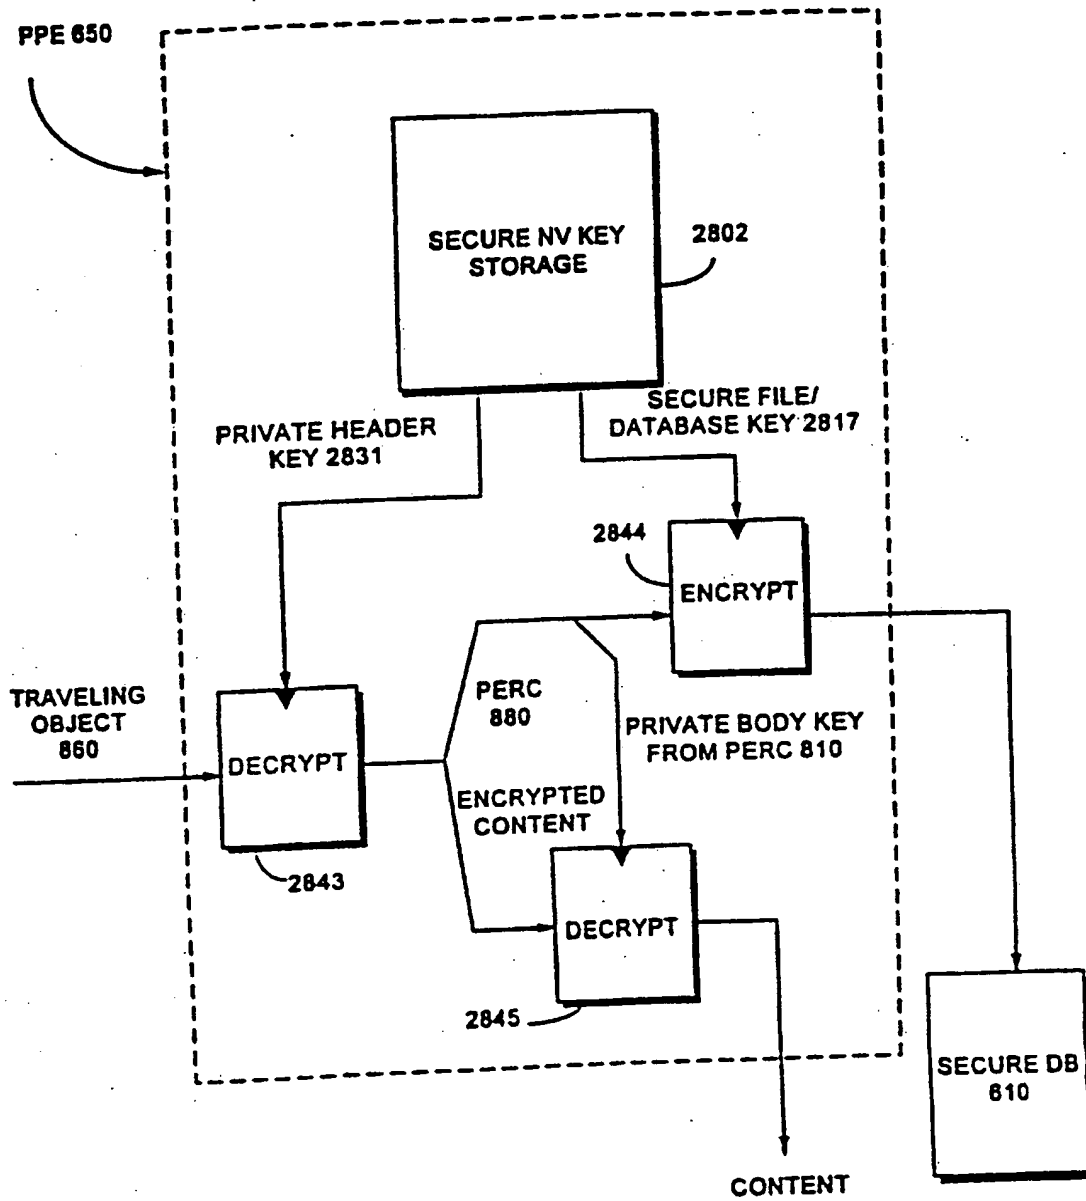 PPE 650
SECURE NV KEY
STORAGE
2802
PRIVATE HEADER
KEY 2831
SECURE FILE/
DATABASE KEY 2817
2844
ENCRYPT
TRAVELING
OBJECT
860
DECRYPT
PERC
880
PRIVATE BODY KEY
FROM PERC 810
ENCRYPTED
CONTENT
2843
DECRYPT
2845
SECURE DB
610
CONTENT